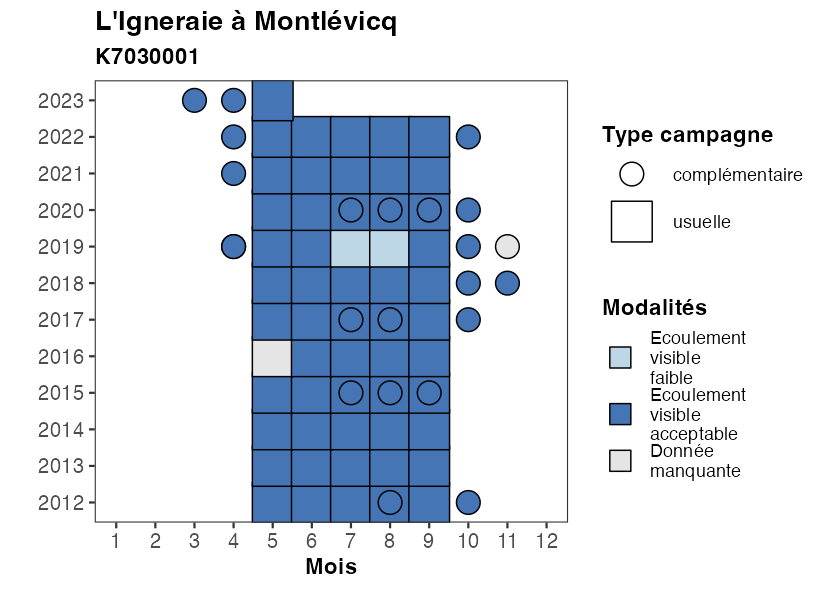 L'Igneraie à Montlévicq
K7030001
2023
2022
2021
2020
2019
2018
2017
2016
2015
2014
2013
2012
1 2 3 4 5 6 7 8 9 10 11 12
Mois
Type campagne
complémentaire
usuelle
Modalités
Ecoulement
visible
faible
Ecoulement
visible
acceptable
Donnée
manquante